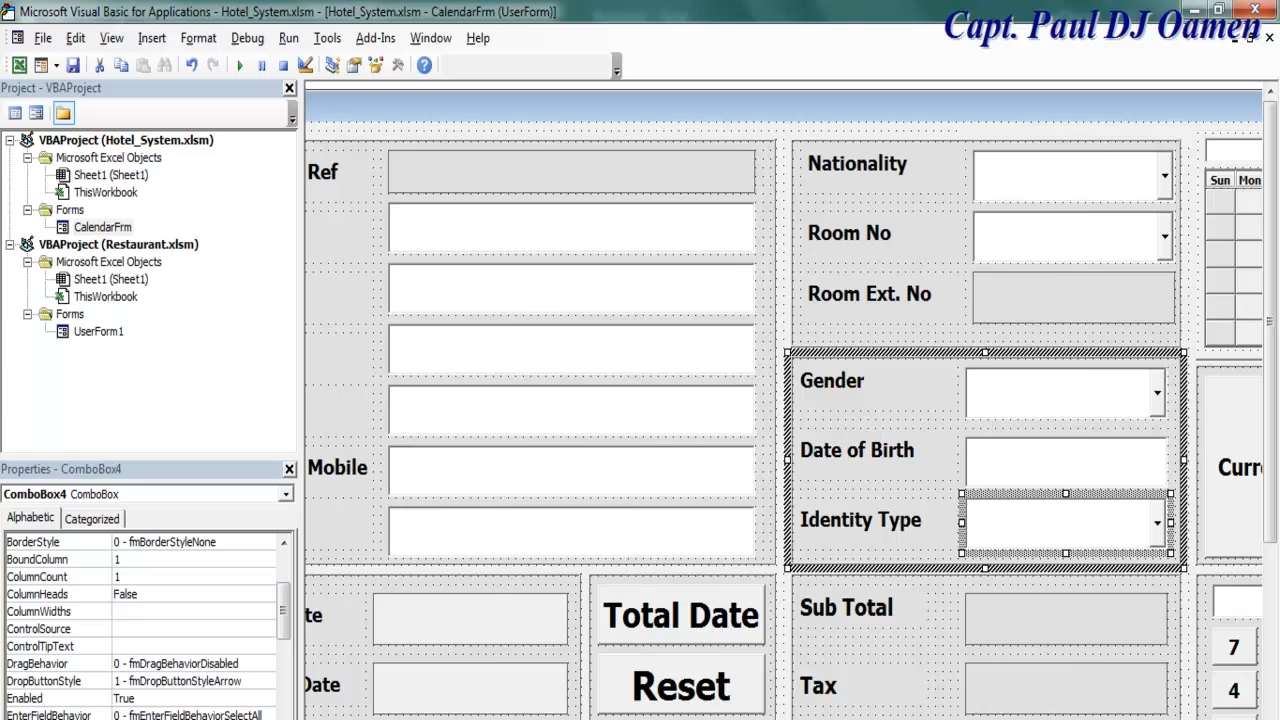 Microsoft Visual Basic for Applications - Hotel_System.xlsm - [Hotel_System.xlsm - CalendarFrm (UserForm)]
Capt. Paul DJ Oamen
File Edit View Insert Format Debug Run Tools Add-Ins Window Help
Project - VBAProject
VBAProject (Hotel_System.xlsm)
Microsoft Excel Objects
Sheet1 (Sheet1)
ThisWorkbook
Forms
CalendarFrm
VBAProject (Restaurant.xlsm)
Microsoft Excel Objects
Sheet1 (Sheet1)
ThisWorkbook
Forms
UserForm1
Properties - ComboBox4
ComboBox4 ComboBox
Alphabetic Categorized
BorderStyle 0 - fmBorderStyleNone
BoundColumn 1
ColumnCount 1
ColumnHeads False
ColumnWidths
ControlSource
ControlTipText
DragBehavior 0 - fmDragBehaviorDisabled
DropButtonStyle 1 - fmDropButtonStyleArrow
Enabled True
EnterFieldBehavior 0 - fmEnterFieldBehaviorSelectAll
Ref
Mobile
te
Date
Total Date
Reset
Nationality
Room No
Room Ext. No
Gender
Date of Birth
Identity Type
Sub Total
Tax
Sun Mon
Curr
7
4